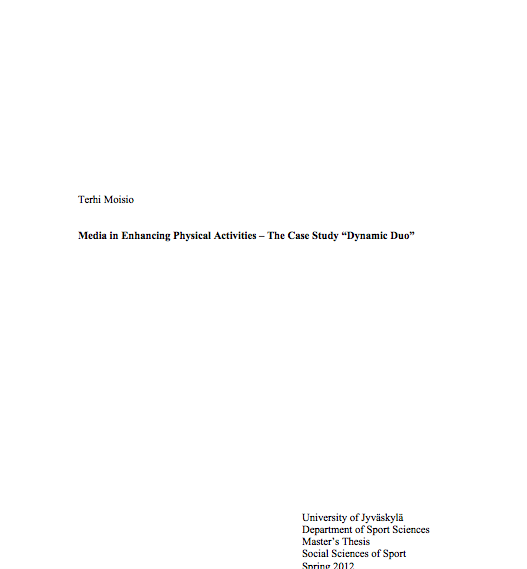 Terhi Moisio
Media in Enhancing Physical Activities – The Case Study “Dynamic Duo”
University of Jyväskylä
Department of Sport Sciences
Master’s Thesis
Social Sciences of Sport
Spring 2012